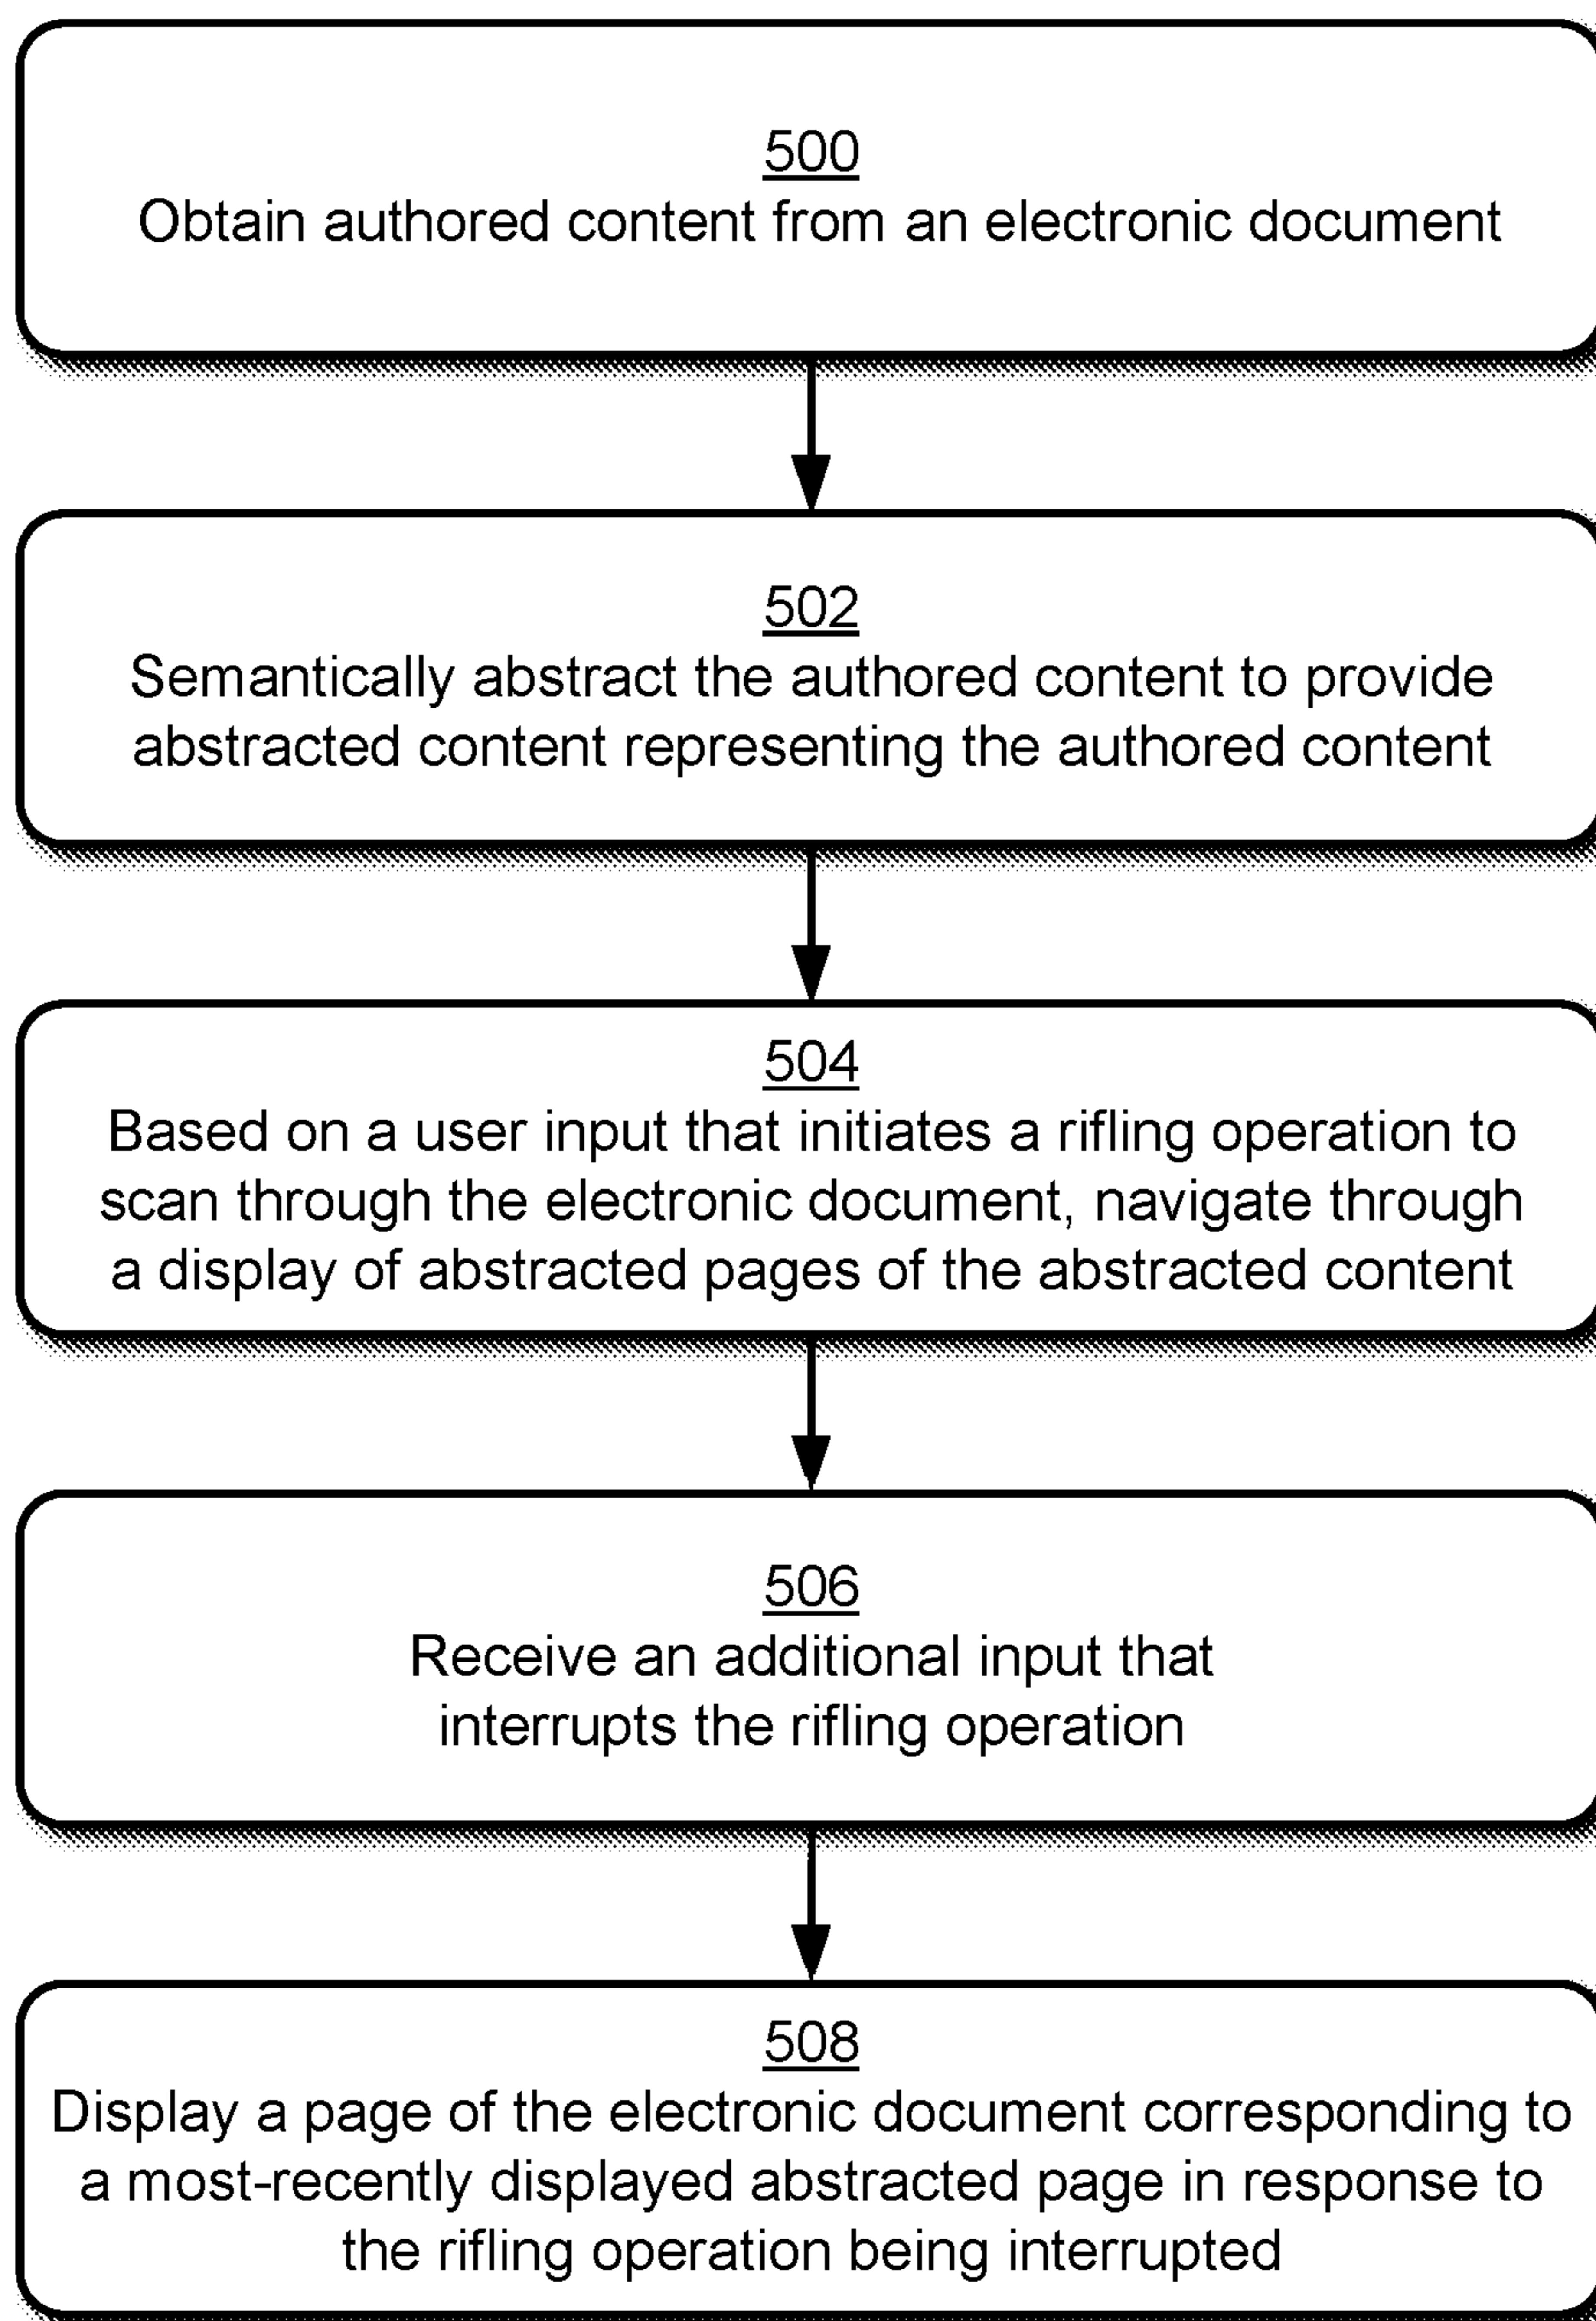 500
Obtain authored content from an electronic document
502
Semantically abstract the authored content to provide
abstracted content representing the authored content
504
Based on a user input that initiates a rifling operation to
scan through the electronic document, navigate through
a display of abstracted pages of the abstracted content
506
Receive an additional input that
interrupts the rifling operation
508
Display a page of the electronic document corresponding to
a most-recently displayed abstracted page in response to
the rifling operation being interrupted